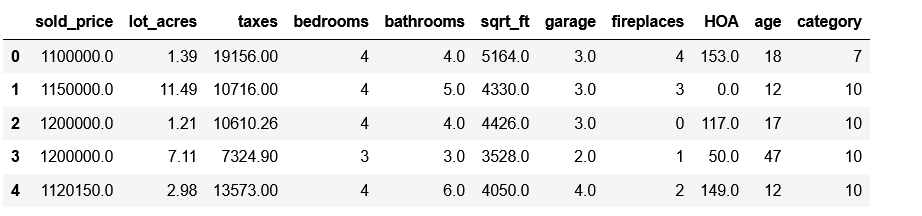 sold_price lot_acres taxes bedrooms bathrooms sqrt_ft garage fireplaces HOA age category
0 1100000.0 1.39 19156.00 4 4.0 5164.0 3.0 4 153.0 18 7
1 1150000.0 11.49 10716.00 4 5.0 4330.0 3.0 3 0.0 12 10
2 1200000.0 1.21 10610.26 4 4.0 4426.0 3.0 0 117.0 17 10
3 1200000.0 7.11 7324.90 3 3.0 3528.0 2.0 1 50.0 47 10
4 1120150.0 2.98 13573.00 4 6.0 4050.0 4.0 2 149.0 12 10